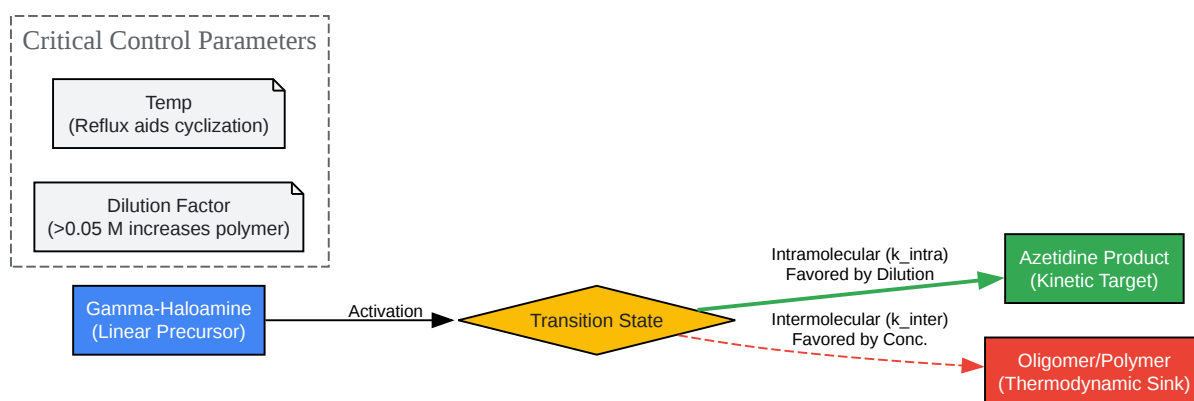 Critical Control Parameters
Temp
(Reflux aids cyclization)
Dilution Factor
(>0.05 M increases polymer)
Gamma-Haloamine
(Linear Precursor)
Activation
Transition State
Intramolecular (k_intra)
Favored by Dilution
Azetidine Product
(Kinetic Target)
Intermolecular (k_inter)
Favored by Conc.
Oligomer/Polymer
(Thermodynamic Sink)